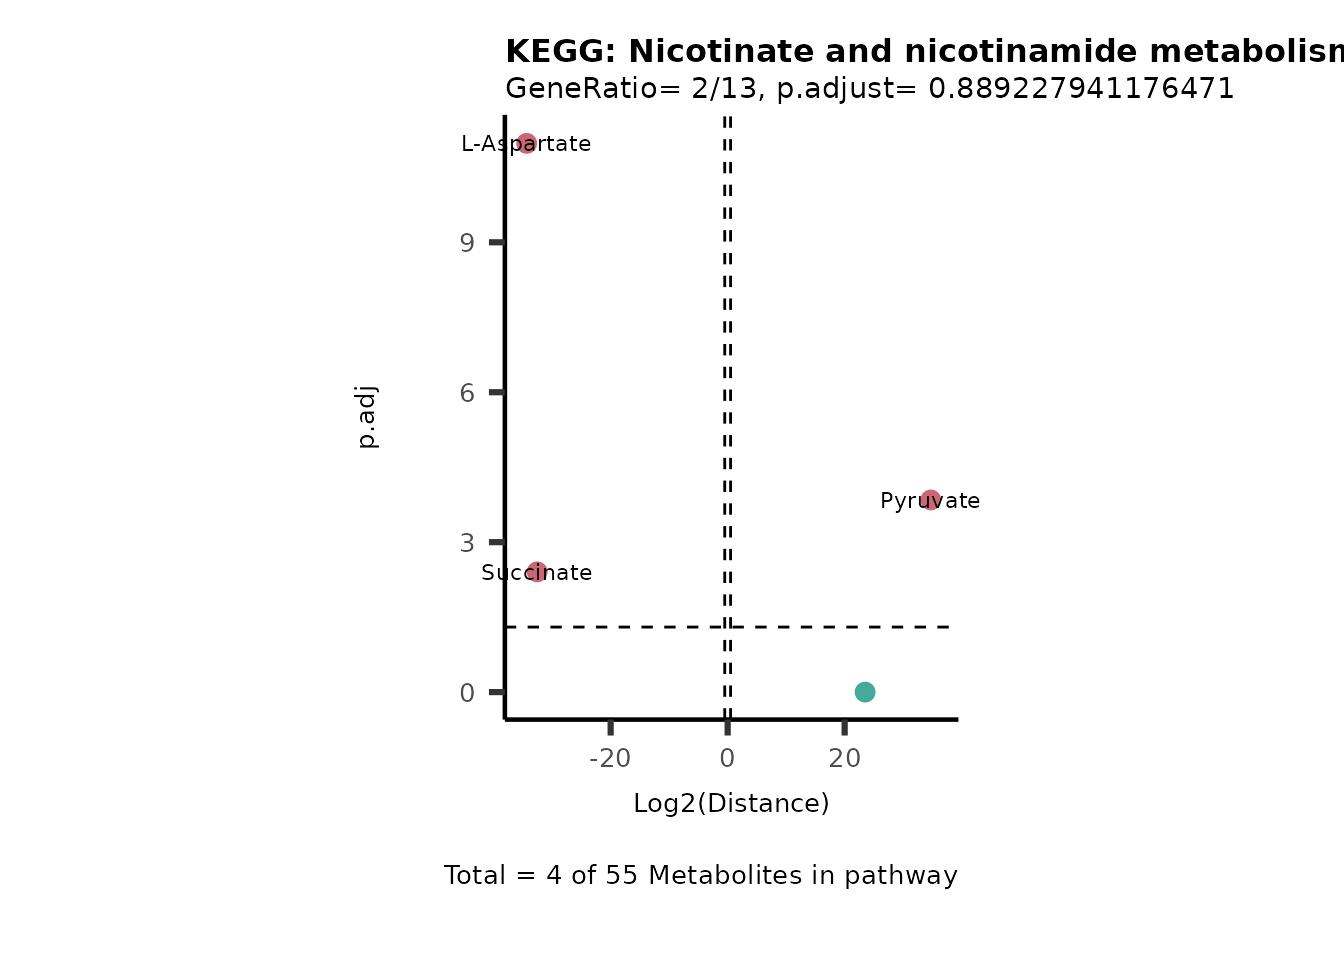 KEGG: Nicotinate and nicotinamide metabolism
GeneRatio= 2/13, p.adjust= 0.889227941176471
L-Aspartate
9
6
p.adj
Pyruvate
3
Succinate
0
-20 0 20
Log2(Distance)
Total = 4 of 55 Metabolites in pathway